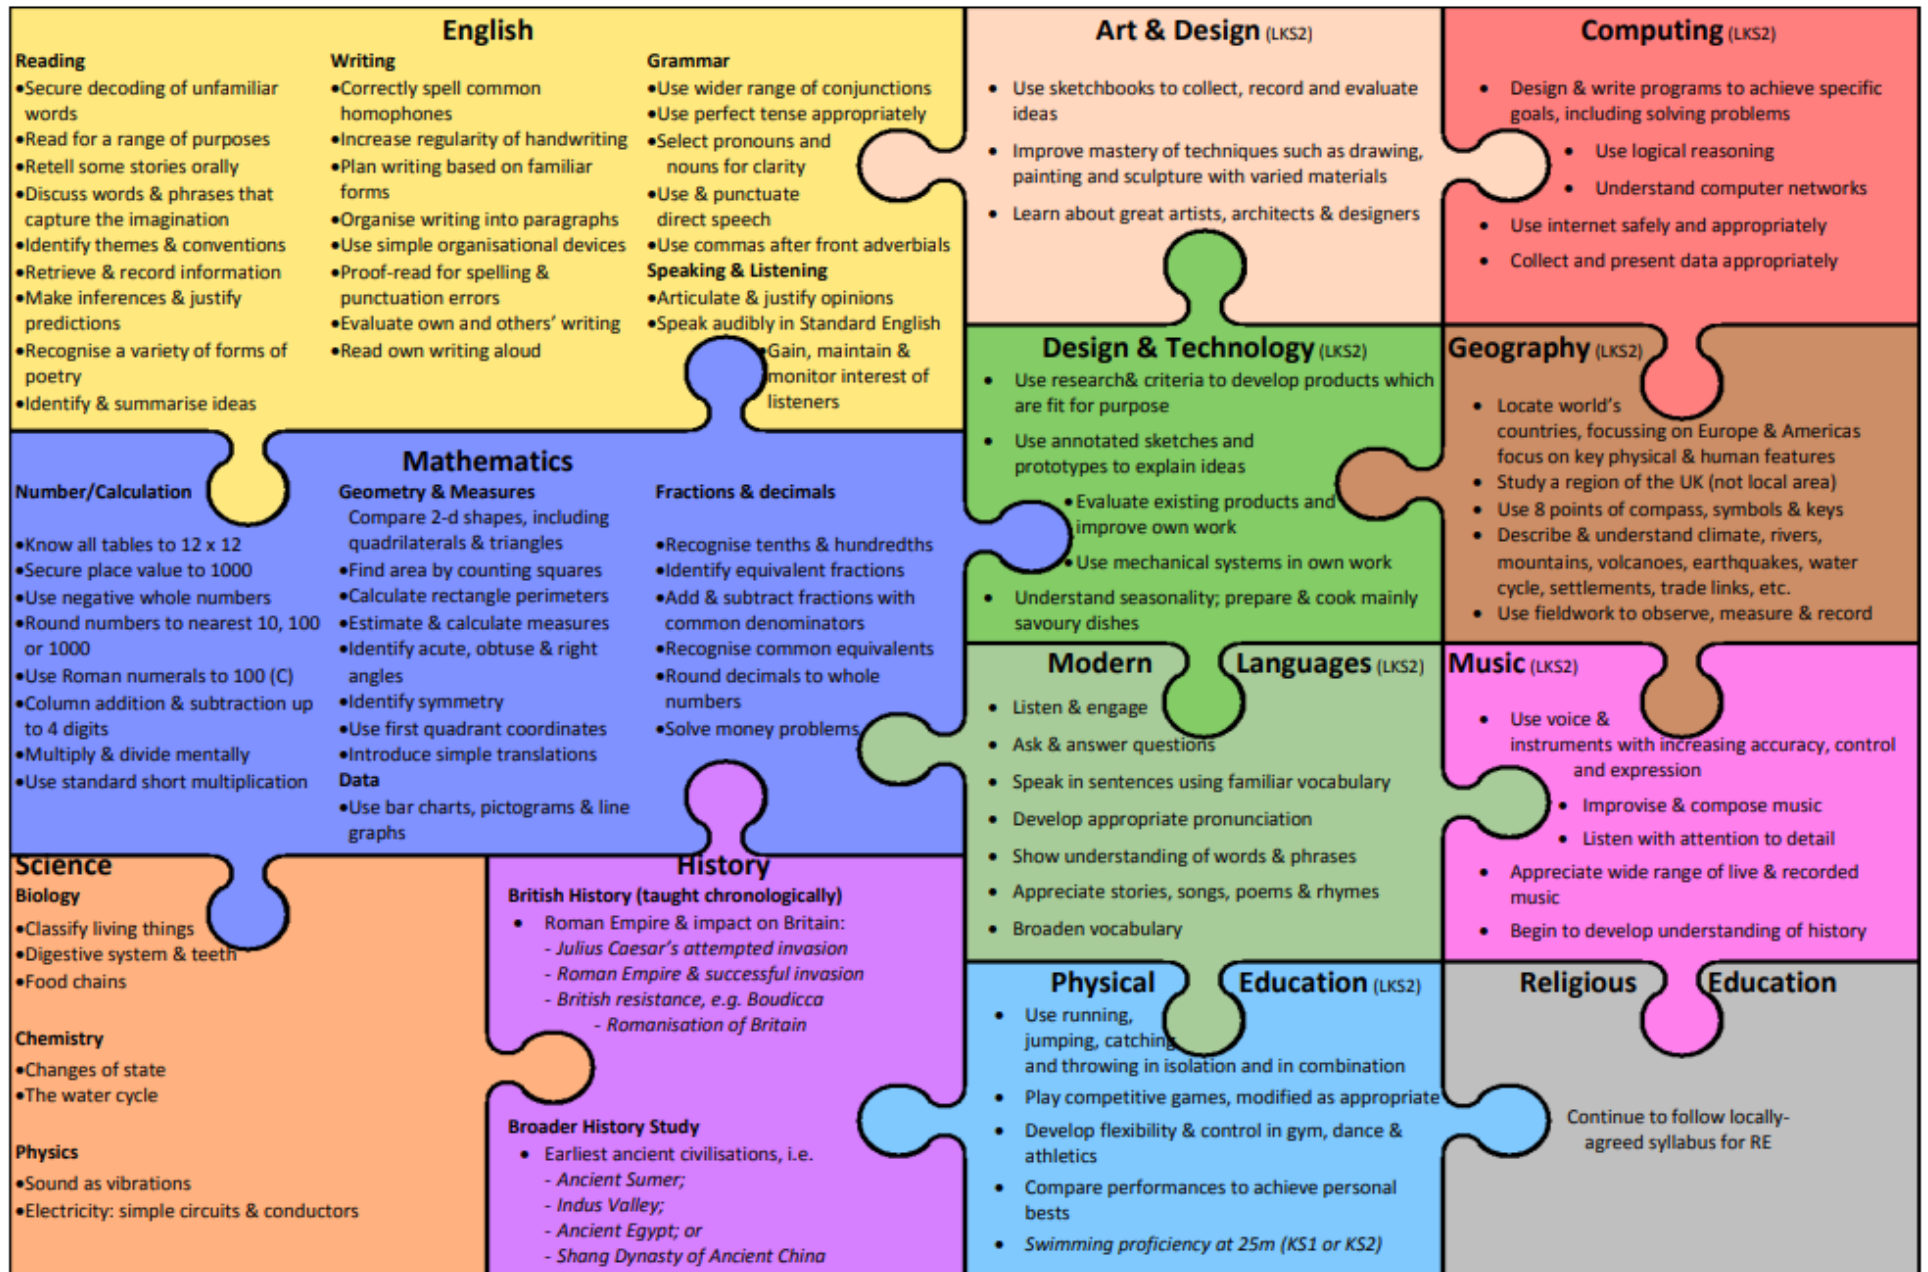 English
Reading
•Secure decoding of unfamiliar
words
•Read for a range of purposes
•Retell some stories orally
•Discuss words & phrases that
capture the imagination
•Identify themes & conventions
•Retrieve & record information
•Make inferences & justify
predictions
•Recognise a variety of forms of
poetry
•Identify & summarise ideas
Writing
•Correctly spell common
homophones
•Increase regularity of handwriting
•Plan writing based on familiar
forms
•Organise writing into paragraphs
•Use simple organisational devices
•Proof-read for spelling &
punctuation errors
•Evaluate own and others' writing
•Read own writing aloud
Grammar
•Use wider range of conjunctions
•Use perfect tense appropriately
•Select pronouns and
nouns for clarity
•Use & punctuate
direct speech
•Use commas after front adverbials
Speaking & Listening
•Articulate & justify opinions
•Speak audibly in Standard English
•Gain, maintain &
monitor interest of
listeners
Art & Design (LKS2)
• Use sketchbooks to collect, record and evaluate
ideas
• Improve mastery of techniques such as drawing,
painting and sculpture with varied materials
• Learn about great artists, architects & designers
Computing (LKS2)
• Design & write programs to achieve specific
goals, including solving problems
• Use logical reasoning
• Understand computer networks
• Use internet safely and appropriately
• Collect and present data appropriately
Mathematics
Number/Calculation
•Know all tables to 12 x 12
•Secure place value to 1000
•Use negative whole numbers
•Round numbers to nearest 10, 100
or 1000
•Use Roman numerals to 100 (C)
•Column addition & subtraction up
to 4 digits
•Multiply & divide mentally
•Use standard short multiplication
Geometry & Measures
Compare 2-d shapes, including
quadrilaterals & triangles
•Find area by counting squares
•Calculate rectangle perimeters
•Estimate & calculate measures
•Identify acute, obtuse & right
angles
•Identify symmetry
•Use first quadrant coordinates
•Introduce simple translations
Data
•Use bar charts, pictograms & line
graphs
Fractions & decimals
•Recognise tenths & hundredths
•Identify equivalent fractions
•Add & subtract fractions with
common denominators
•Recognise common equivalents
•Round decimals to whole
numbers
•Solve money problems
Design & Technology (LKS2)
• Use research& criteria to develop products which
are fit for purpose
• Use annotated sketches and
prototypes to explain ideas
•Evaluate existing products and
improve own work
•Use mechanical systems in own work
• Understand seasonality; prepare & cook mainly
savoury dishes
Geography (LKS2)
• Locate world's
countries, focussing on Europe & Americas
focus on key physical & human features
• Study a region of the UK (not local area)
• Use 8 points of compass, symbols & keys
• Describe & understand climate, rivers,
mountains, volcanoes, earthquakes, water
cycle, settlements, trade links, etc.
• Use fieldwork to observe, measure & record
Modern Languages (LKS2)
• Listen & engage
• Ask & answer questions
• Speak in sentences using familiar vocabulary
• Develop appropriate pronunciation
• Show understanding of words & phrases
• Appreciate stories, songs, poems & rhymes
• Broaden vocabulary
Music (LKS2)
• Use voice &
instruments with increasing accuracy, control
and expression
• Improvise & compose music
• Listen with attention to detail
• Appreciate wide range of live & recorded
music
• Begin to develop understanding of history
Science
Biology
•Classify living things
•Digestive system & teeth
•Food chains
Chemistry
•Changes of state
•The water cycle
Physics
•Sound as vibrations
•Electricity: simple circuits & conductors
History
British History (taught chronologically)
• Roman Empire & impact on Britain:
- Julius Caesar's attempted invasion
- Roman Empire & successful invasion
- British resistance, e.g. Boudicca
- Romanisation of Britain
Broader History Study
• Earliest ancient civilisations, i.e.
- Ancient Sumer;
- Indus Valley;
- Ancient Egypt; or
- Shang Dynasty of Ancient China
Physical Education (LKS2)
• Use running,
jumping, catching
and throwing in isolation and in combination
• Play competitive games, modified as appropriate
• Develop flexibility & control in gym, dance &
athletics
• Compare performances to achieve personal
bests
• Swimming proficiency at 25m (KS1 or KS2)
Religious Education
Continue to follow locally-
agreed syllabus for RE